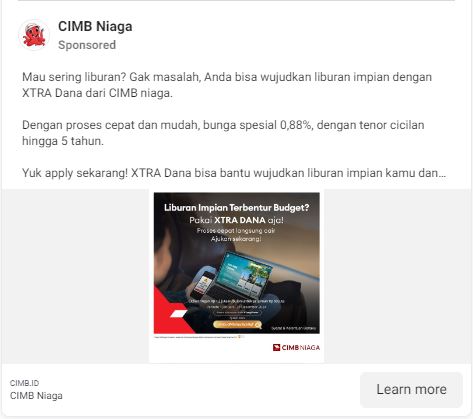 CIMB Niaga
Sponsored
Mau sering liburan? Gak masalah, Anda bisa wujudkan liburan impian dengan
XTRA Dana dari CIMB niaga.
Dengan proses cepat dan mudah, bunga spesial 0,88%, dengan tenor cicilan
hingga 5 tahun.
Yuk apply sekarang! XTRA Dana bisa bantu wujudkan liburan impian kamu dan...
Liburan Impian Terbentur Budget?
Pakai XTRA DANA aja!
Proses cepat langsung cair
Ajukan sekarang!
CIMB NIAGA
CIMB.ID
CIMB Niaga
Learn more